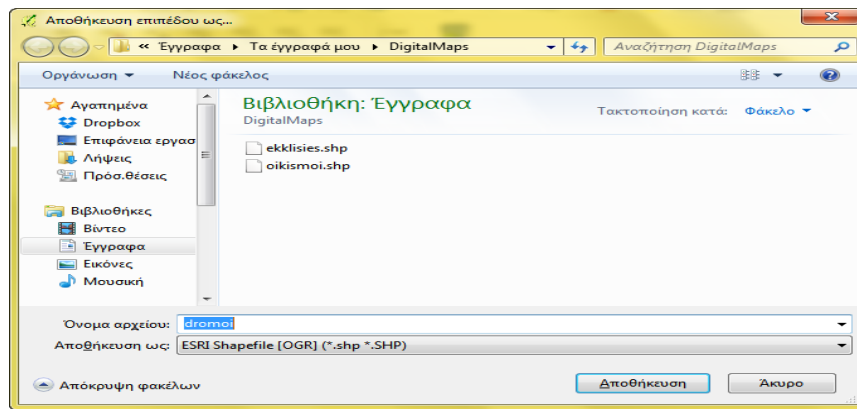 Αποθήκευση επιπέδου ως...
« Έγγραφα ▸ Τα έγγραφά μου ▸ DigitalMaps
Αναζήτηση DigitalMaps
Οργάνωση Νέος φάκελος
Αγαπημένα
Dropbox
Επιφάνεια εργασ
Λήψεις
Πρόσ.θέσεις
Βιβλιοθήκες
Βίντεο
Έγγραφα
Εικόνες
Μουσική
Βιβλιοθήκη: Έγγραφα
DigitalMaps
Τακτοποίηση κατά: Φάκελο
ekklisies.shp
oikismoi.shp
Όνομα αρχείου: dromoi
Αποθήκευση ως: ESRI Shapefile [OGR] (*.shp *.SHP)
Απόκρυψη φακέλων
Αποθήκευση Άκυρο